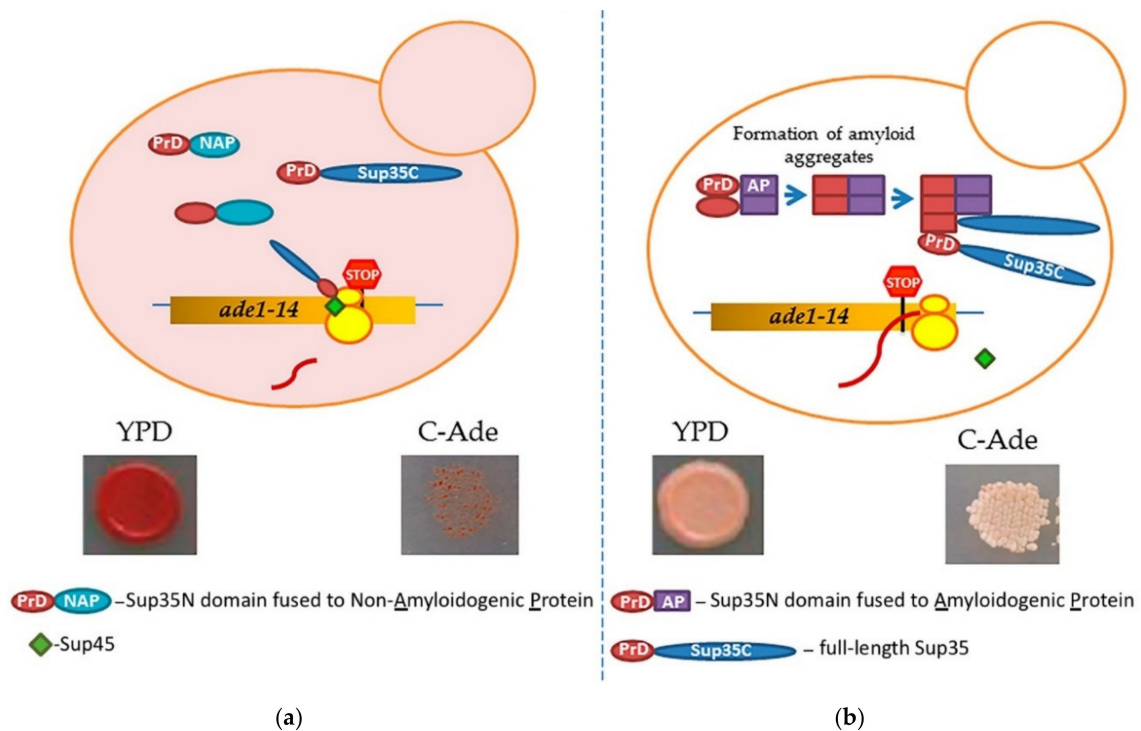 PrD NAP
PrD Sup35C
STOP
ade1-14
YPD
C-Ade
PrD NAP –Sup35N domain fused to Non-Amyloidogenic Protein
-Sup45
(a)
Formation of amyloid
aggregates
PrD AP
PrD
Sup35C
STOP
ade1-14
YPD
C-Ade
PrD AP – Sup35N domain fused to Amyloidogenic Protein
PrD Sup35C – full-length Sup35
(b)